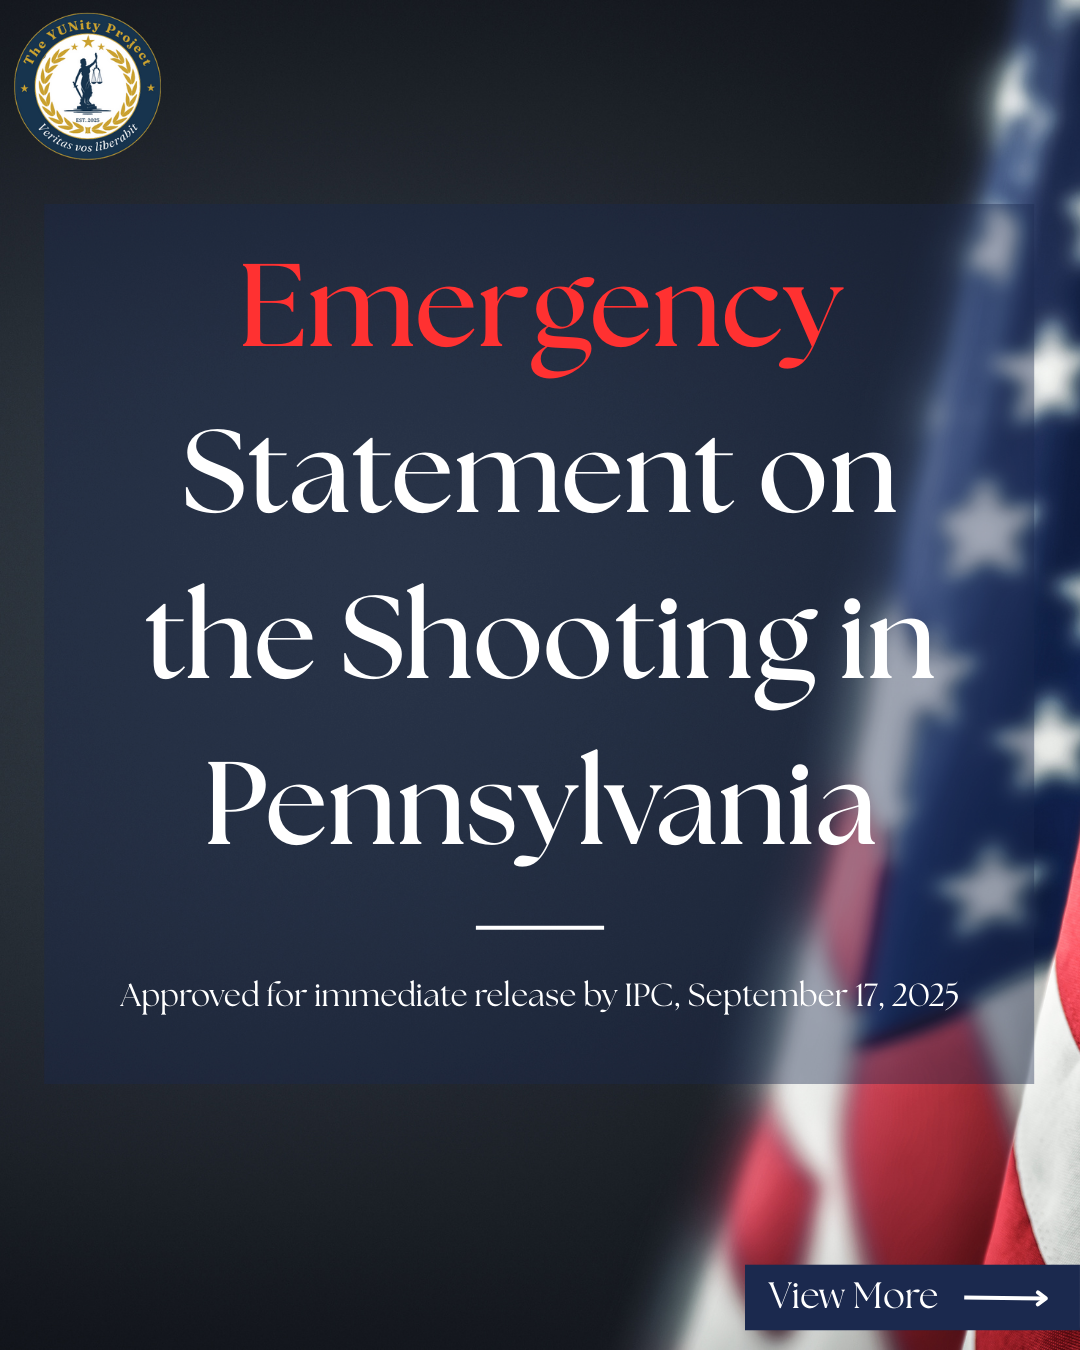 The YUNity Project
EST. 2025
Veritas vos liberabit
Emergency
Statement on
the Shooting in
Pennsylvania
Approved for immediate release by IPC, September 17, 2025
View More